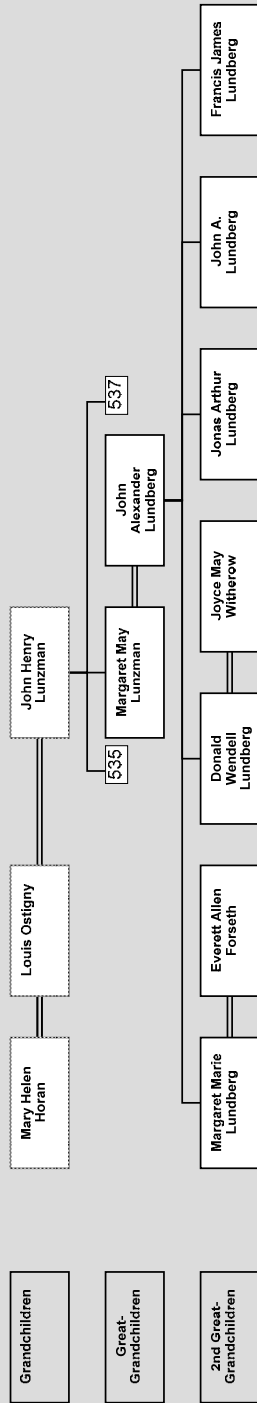 Grandchildren
Mary Helen
Horan
Louis Ostigny
John Henry
Lunzman
Great-
Grandchildren
535
Margaret May
Lunzman
John
Alexander
Lundberg
537
2nd Great-
Grandchildren
Margaret Marie
Lundberg
Everett Allen
Forseth
Donald
Wendell
Lundberg
Joyce May
Witherow
Jonas Arthur
Lundberg
John A.
Lundberg
Francis James
Lundberg